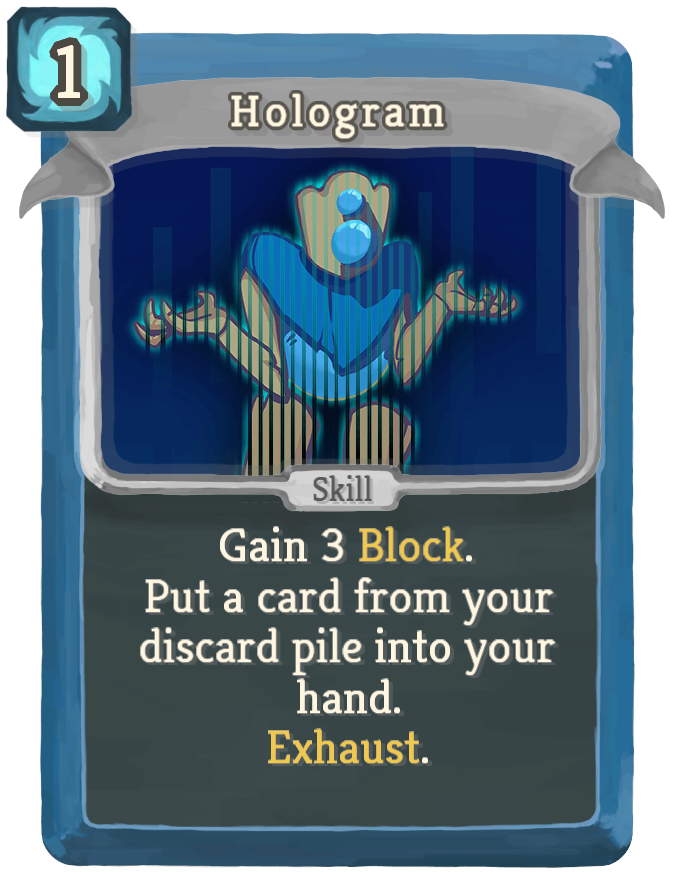 1
Hologram
Skill
Gain 3 Block.
Put a card from your
discard pile into your
hand.
Exhaust.